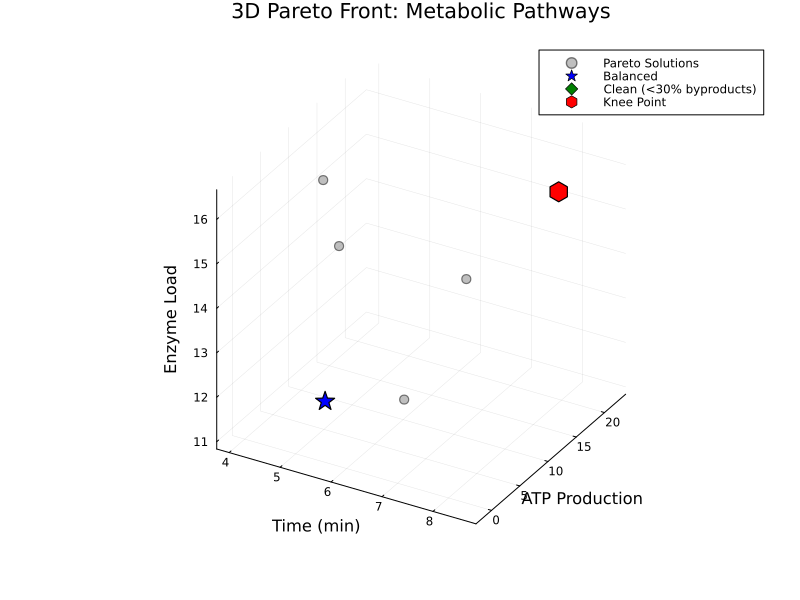 3D Pareto Front: Metabolic Pathways
Pareto Solutions
Balanced
Clean (<30% byproducts)
Knee Point
16
15
14
13
12
11
Enzyme Load
4
5
6
7
8
Time (min)
20
15
10
5
0
ATP Production